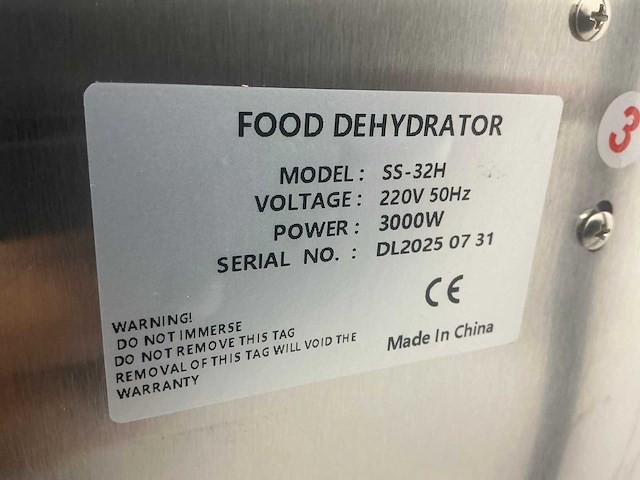 FOOD DEHYDRATOR
MODEL: SS-32H
VOLTAGE: 220V 50Hz
POWER: 3000W
SERIAL NO. : DL2025 07 31
CE
WARNING!
DO NOT IMMERSE
DO NOT REMOVE THIS TAG
REMOVAL OF THIS TAG WILL VOID THE
WARRANTY
Made In China
3